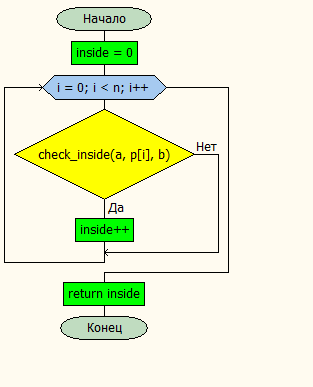 Начало
inside = 0
i = 0; i < n; i++
check_inside(a, p[i], b)
Нет
Да
inside++
return inside
Конец